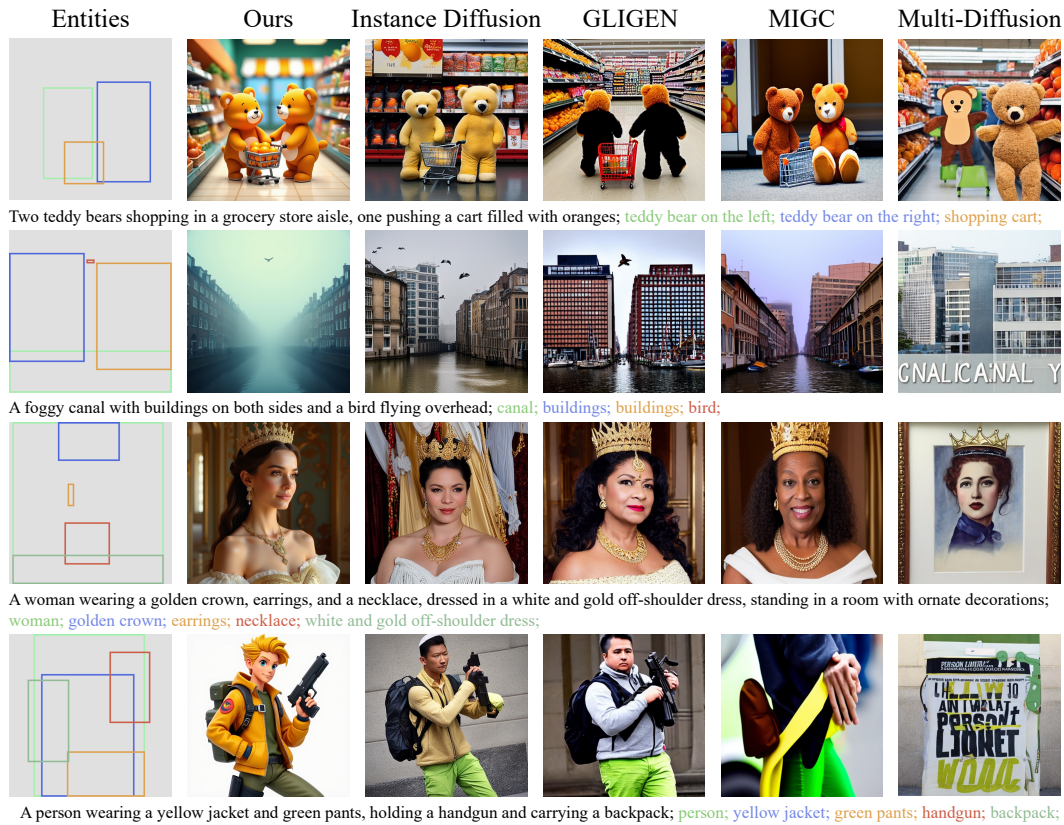 Entities Ours Instance Diffusion GLIGEN MIGC Multi-Diffusion
Two teddy bears shopping in a grocery store aisle, one pushing a cart filled with oranges; teddy bear on the left; teddy bear on the right; shopping cart;
CNALICAINAL Y
A foggy canal with buildings on both sides and a bird flying overhead; canal; buildings; buildings; bird;
A woman wearing a golden crown, earrings, and a necklace, dressed in a white and gold off-shoulder dress, standing in a room with ornate decorations;
woman; golden crown; earrings; necklace; white and gold off-shoulder dress;
A person wearing a yellow jacket and green pants, holding a handgun and carrying a backpack; person; yellow jacket; green pants; handgun; backpack;